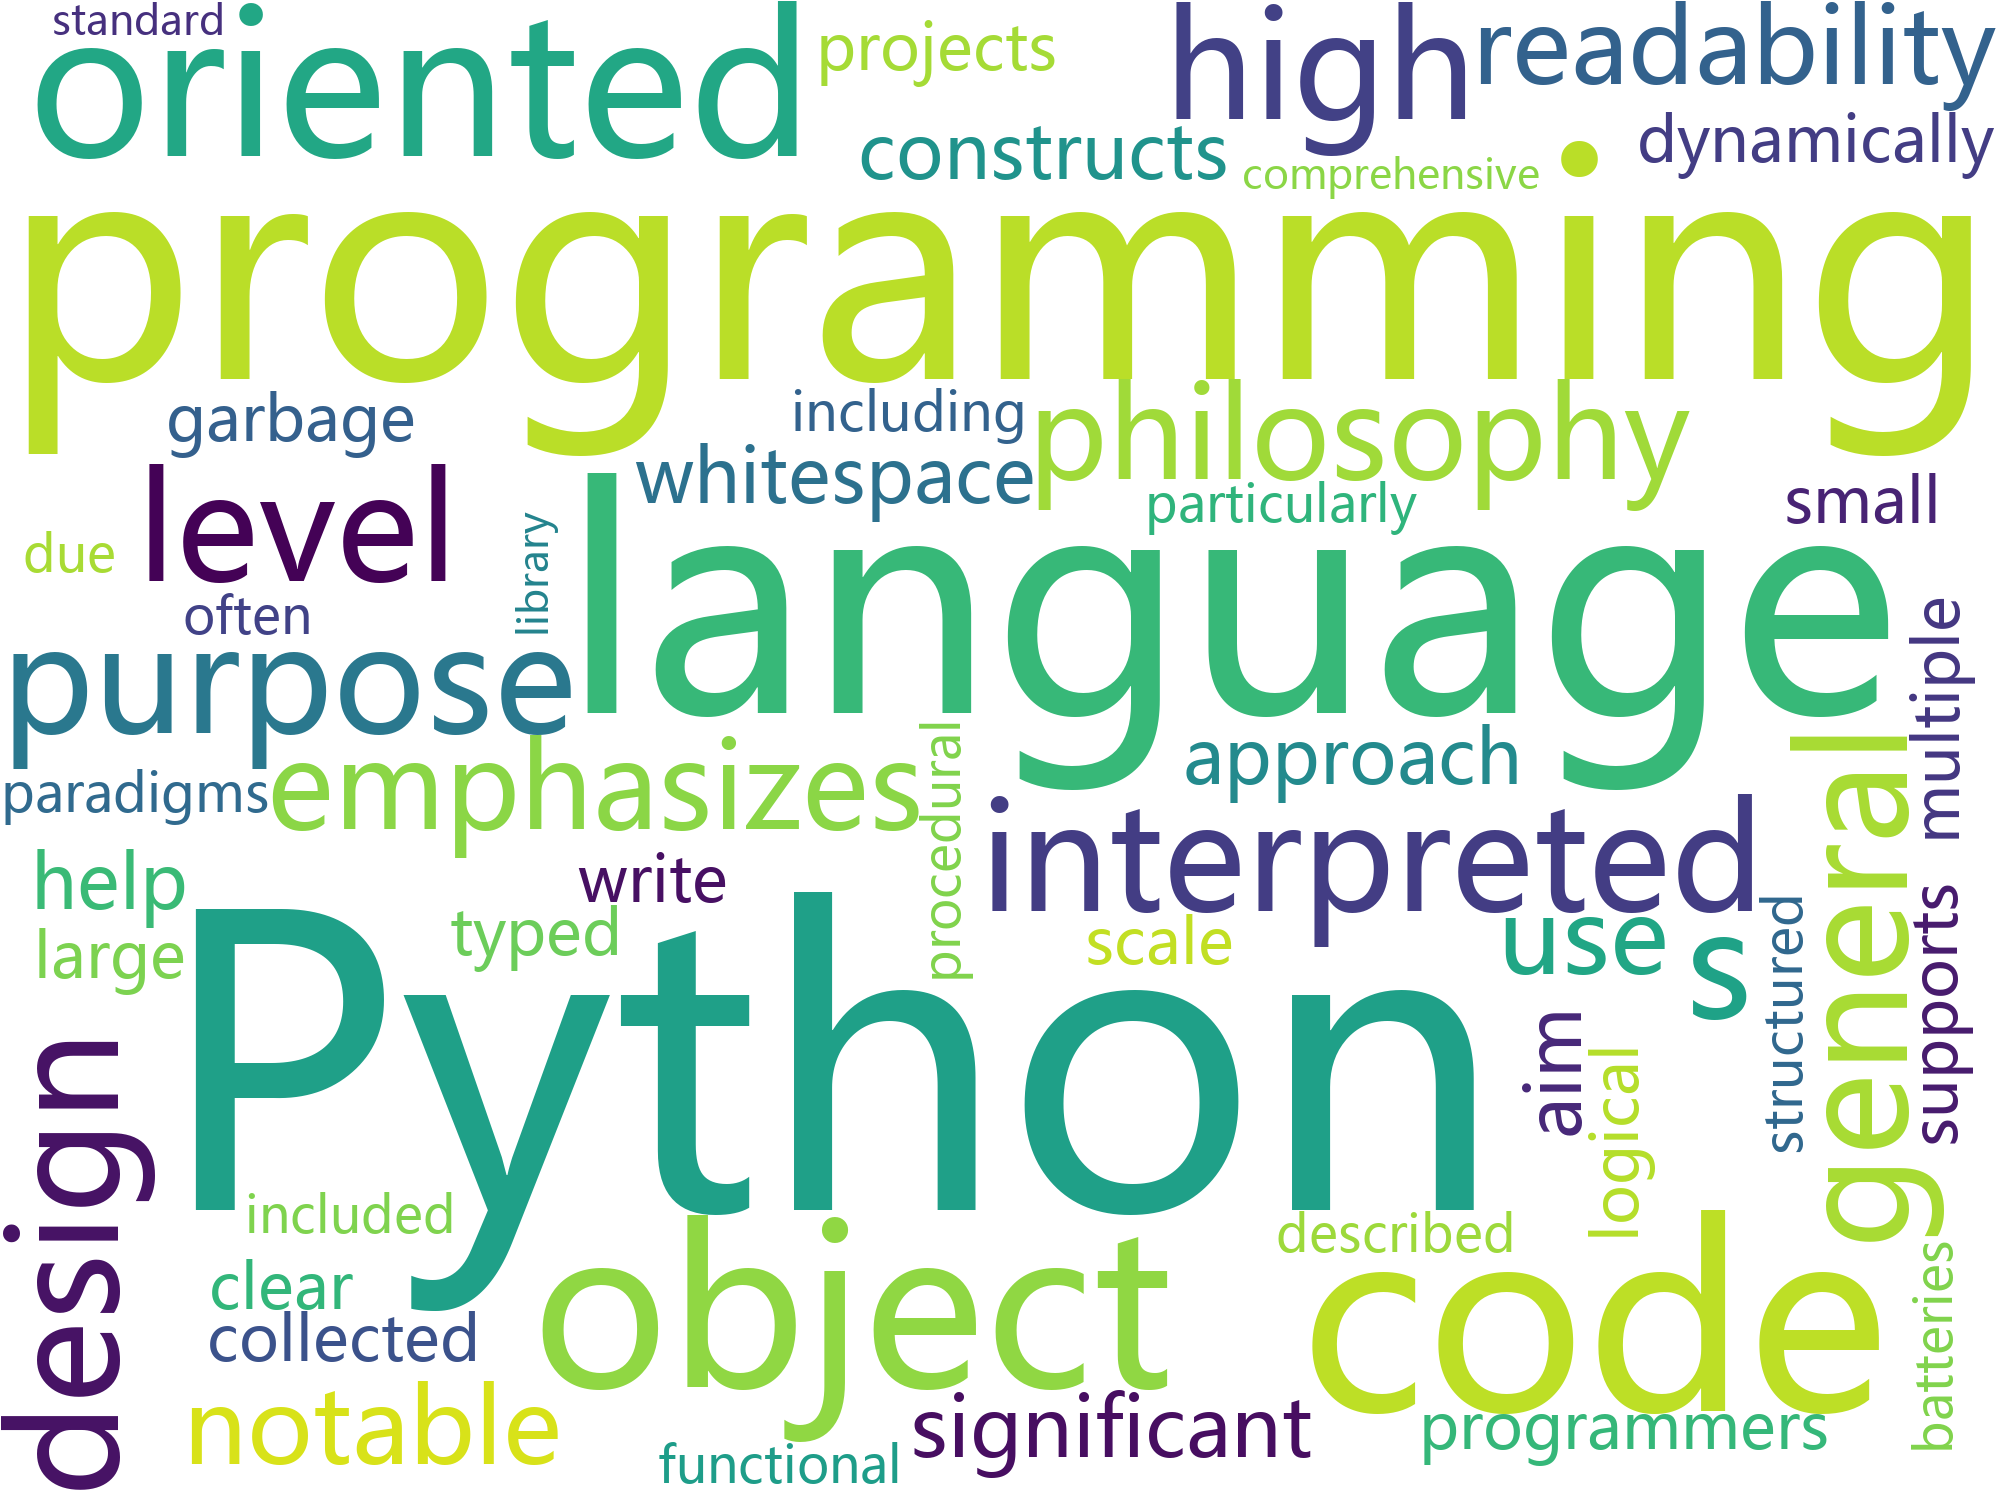 standard
oriented
projects
high
readability
constructs
comprehensive
dynamically
programming
garbage
including
philosophy
whitespace
level
particularly
small
due
library
language
often
purpose
multiple
paradigms
emphasizes
procedural
approach
general
interpreted
help
write
large
typed
scale
use
s
structured
supports
Python
design
aim
logical
included
described
clear
object
code
batteries
collected
notable
functional
significant
programmers